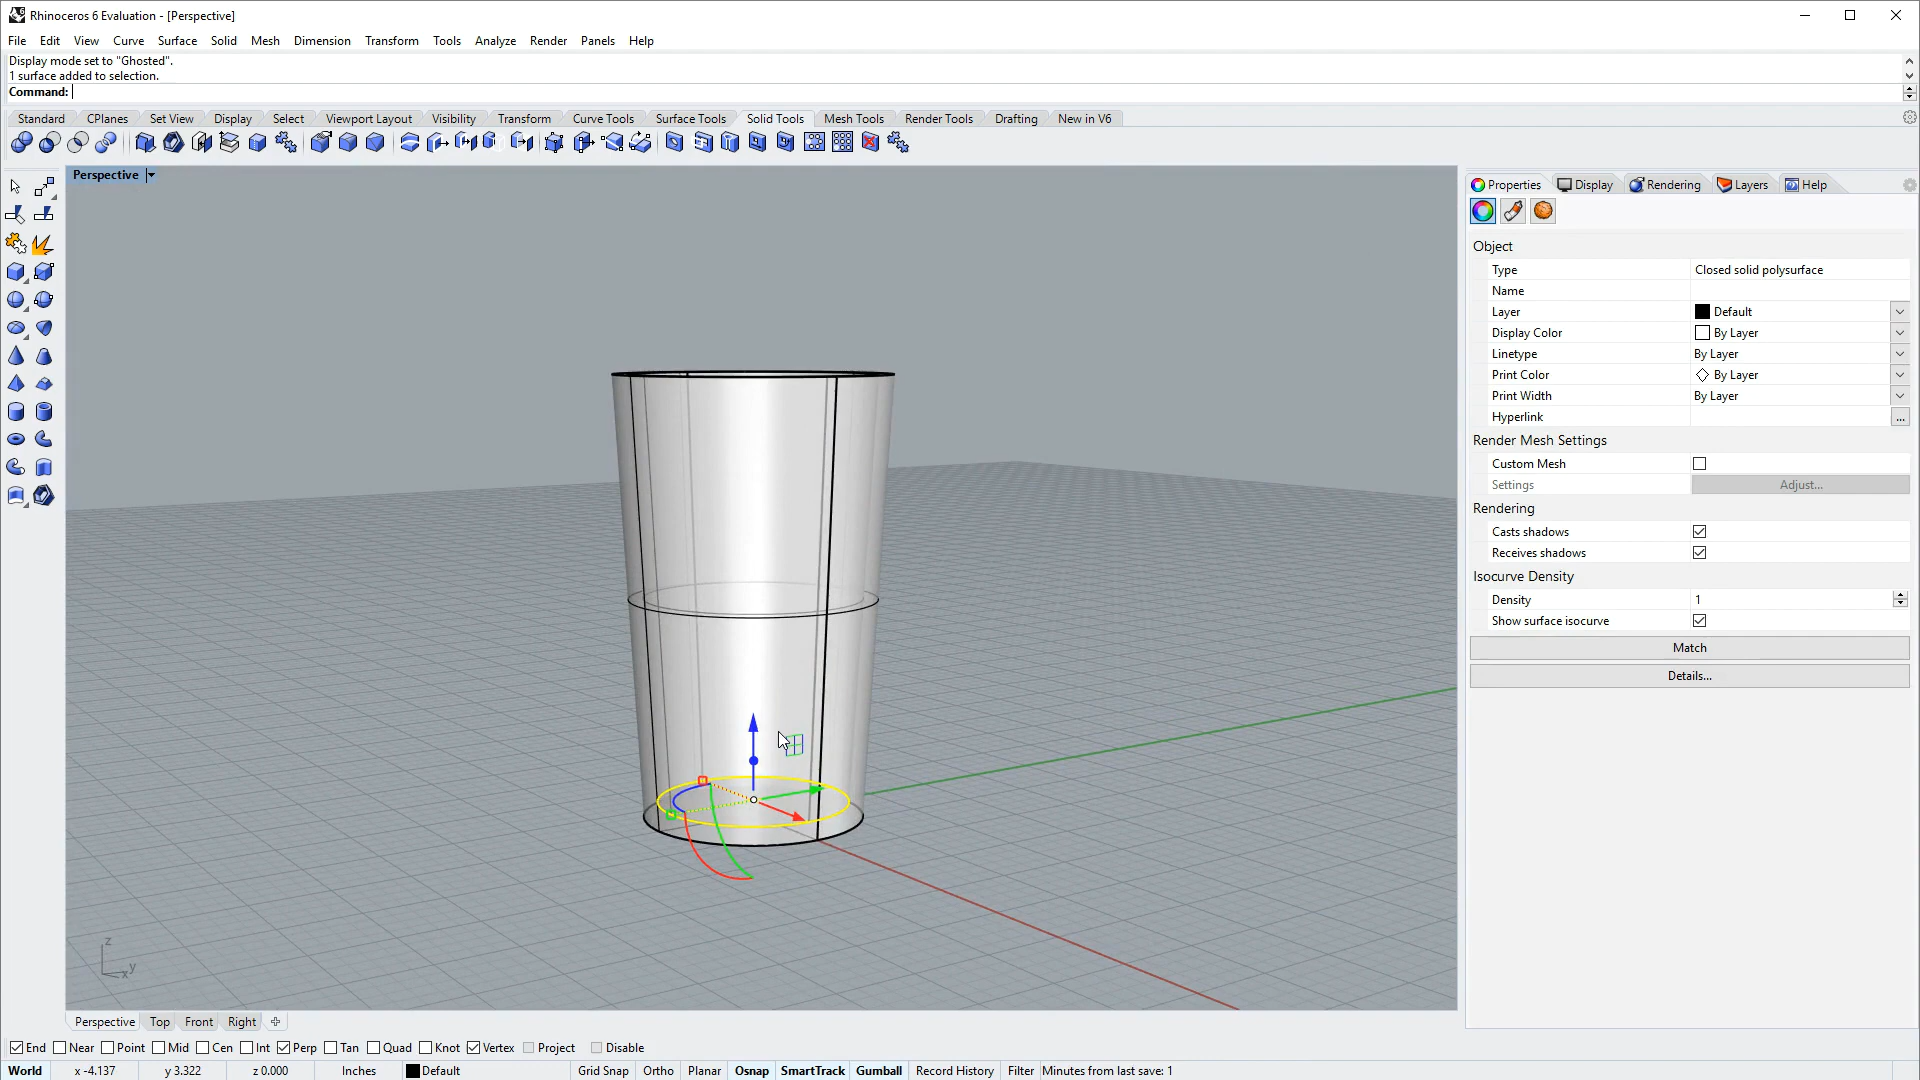 Rhinoceros 6 Evaluation - [Perspective]
File Edit View Curve Surface Solid Mesh Dimension Transform Tools Analyze Render Panels Help
Display mode set to "Ghosted".
1 surface added to selection.
Command:
Standard CPlanes Set View Display Select Viewport Layout Visibility Transform Curve Tools Surface Tools Solid Tools Mesh Tools Render Tools Drafting New in V6
Perspective
Properties Display Rendering Layers Help
Object
Type Closed solid polysurface
Name
Layer Default
Display Color By Layer
Linetype By Layer
Print Color By Layer
Print Width By Layer
Hyperlink ...
Render Mesh Settings
Custom Mesh
Settings Adjust...
Rendering
Casts shadows
Receives shadows
Isocurve Density
Density 1
Show surface isocurve
Match
Details...
z
y
x
Perspective Top Front Right
End Near Point Mid Cen Int Perp Tan Quad Knot Vertex Project Disable
World x -4.137 y 3.322 z 0.000 Inches Default Grid Snap Ortho Planar Osnap SmartTrack Gumball Record History Filter Minutes from last save: 1